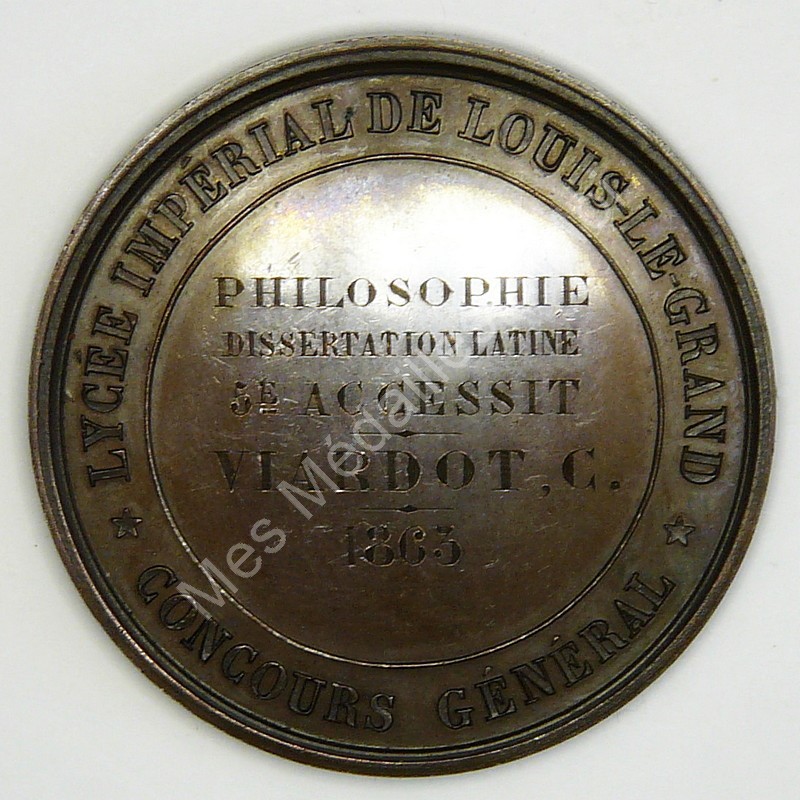 LYCÉE IMPÉRIAL DE LOUIS-LE-GRAND
PHILOSOPHIE
DISSERTATION LATINE
5E ACCESSIT
VIARDOT, C.
1863
CONCOURS GÉNÉRAL
Mes Médailles